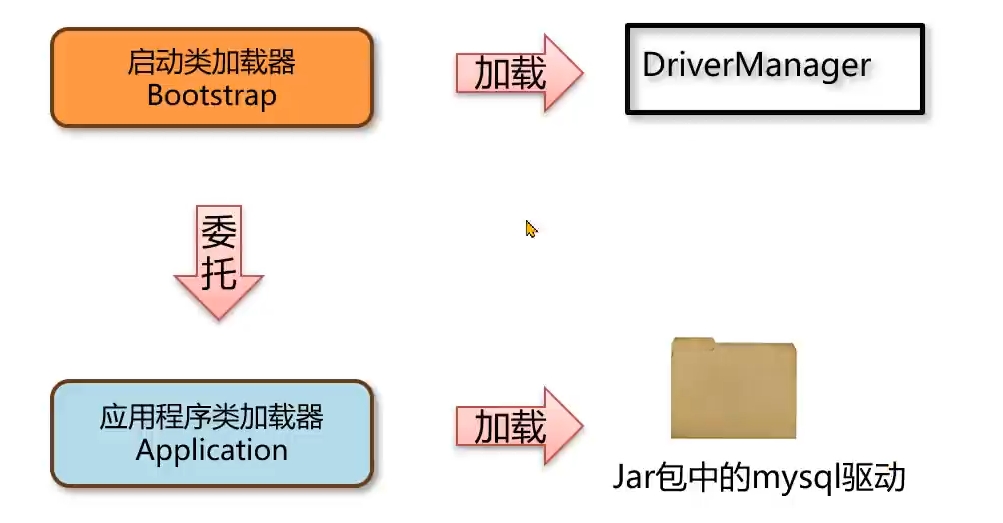 启动类加载器
Bootstrap
加载
DriverManager
委
托
应用程序类加载器
Application
加载
Jar包中的mysql驱动